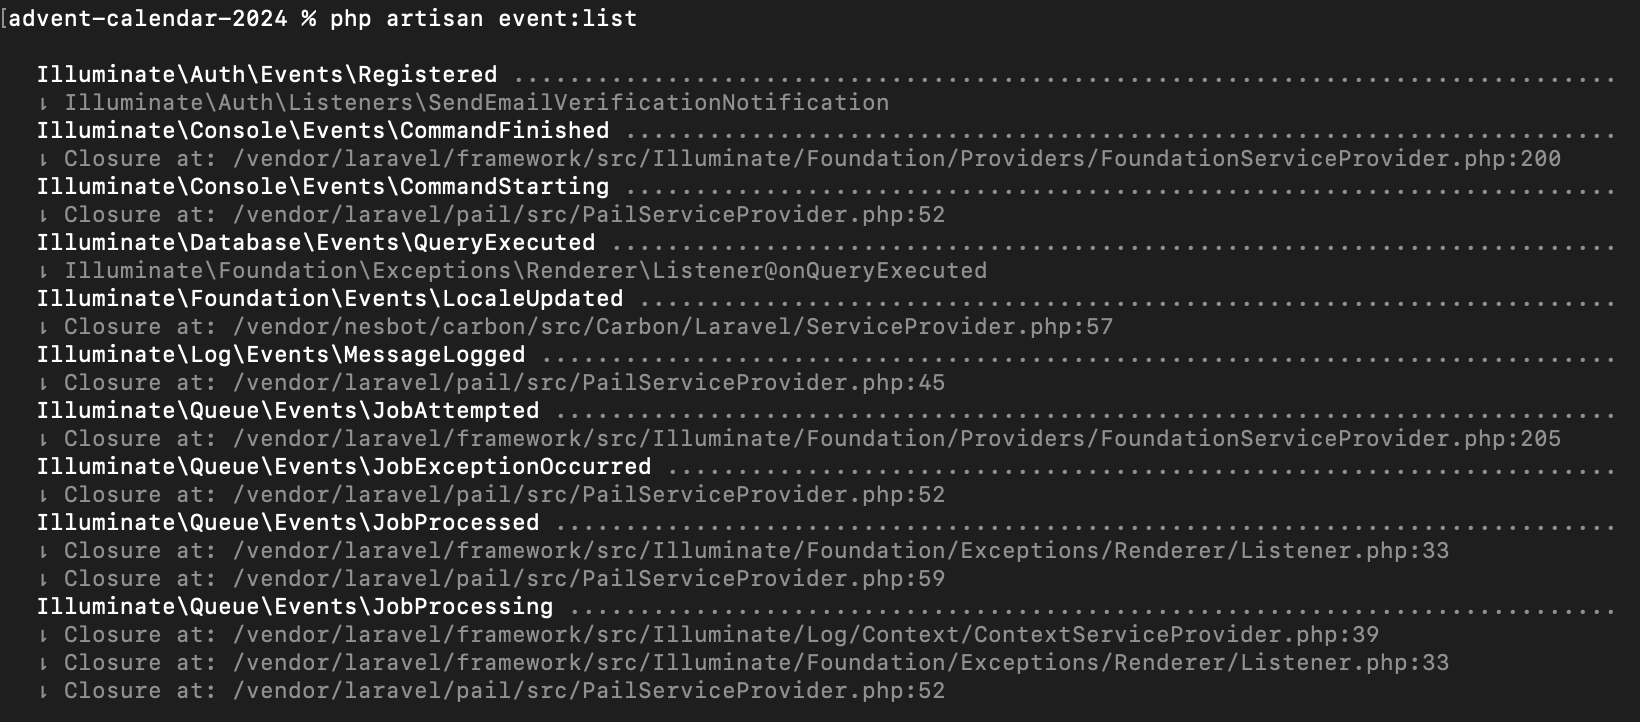 [advent-calendar-2024 % php artisan event:list
Illuminate\Auth\Events\Registered ...............................................................................
⇂ Illuminate\Auth\Listeners\SendEmailVerificationNotification
Illuminate\Console\Events\CommandFinished .......................................................................
⇂ Closure at: /vendor/laravel/framework/src/Illuminate/Foundation/Providers/FoundationServiceProvider.php:200
Illuminate\Console\Events\CommandStarting .......................................................................
⇂ Closure at: /vendor/laravel/pail/src/PailServiceProvider.php:52
Illuminate\Database\Events\QueryExecuted ........................................................................
⇂ Illuminate\Foundation\Exceptions\Renderer\Listener@onQueryExecuted
Illuminate\Foundation\Events\LocaleUpdated ......................................................................
⇂ Closure at: /vendor/nesbot/carbon/src/Carbon/Laravel/ServiceProvider.php:57
Illuminate\Log\Events\MessageLogged .............................................................................
⇂ Closure at: /vendor/laravel/pail/src/PailServiceProvider.php:45
Illuminate\Queue\Events\JobAttempted ............................................................................
⇂ Closure at: /vendor/laravel/framework/src/Illuminate/Foundation/Providers/FoundationServiceProvider.php:205
Illuminate\Queue\Events\JobExceptionOccurred ....................................................................
⇂ Closure at: /vendor/laravel/pail/src/PailServiceProvider.php:52
Illuminate\Queue\Events\JobProcessed ............................................................................
⇂ Closure at: /vendor/laravel/framework/src/Illuminate/Foundation/Exceptions/Renderer/Listener.php:33
⇂ Closure at: /vendor/laravel/pail/src/PailServiceProvider.php:59
Illuminate\Queue\Events\JobProcessing ...........................................................................
⇂ Closure at: /vendor/laravel/framework/src/Illuminate/Log/Context/ContextServiceProvider.php:39
⇂ Closure at: /vendor/laravel/framework/src/Illuminate/Foundation/Exceptions/Renderer/Listener.php:33
⇂ Closure at: /vendor/laravel/pail/src/PailServiceProvider.php:52